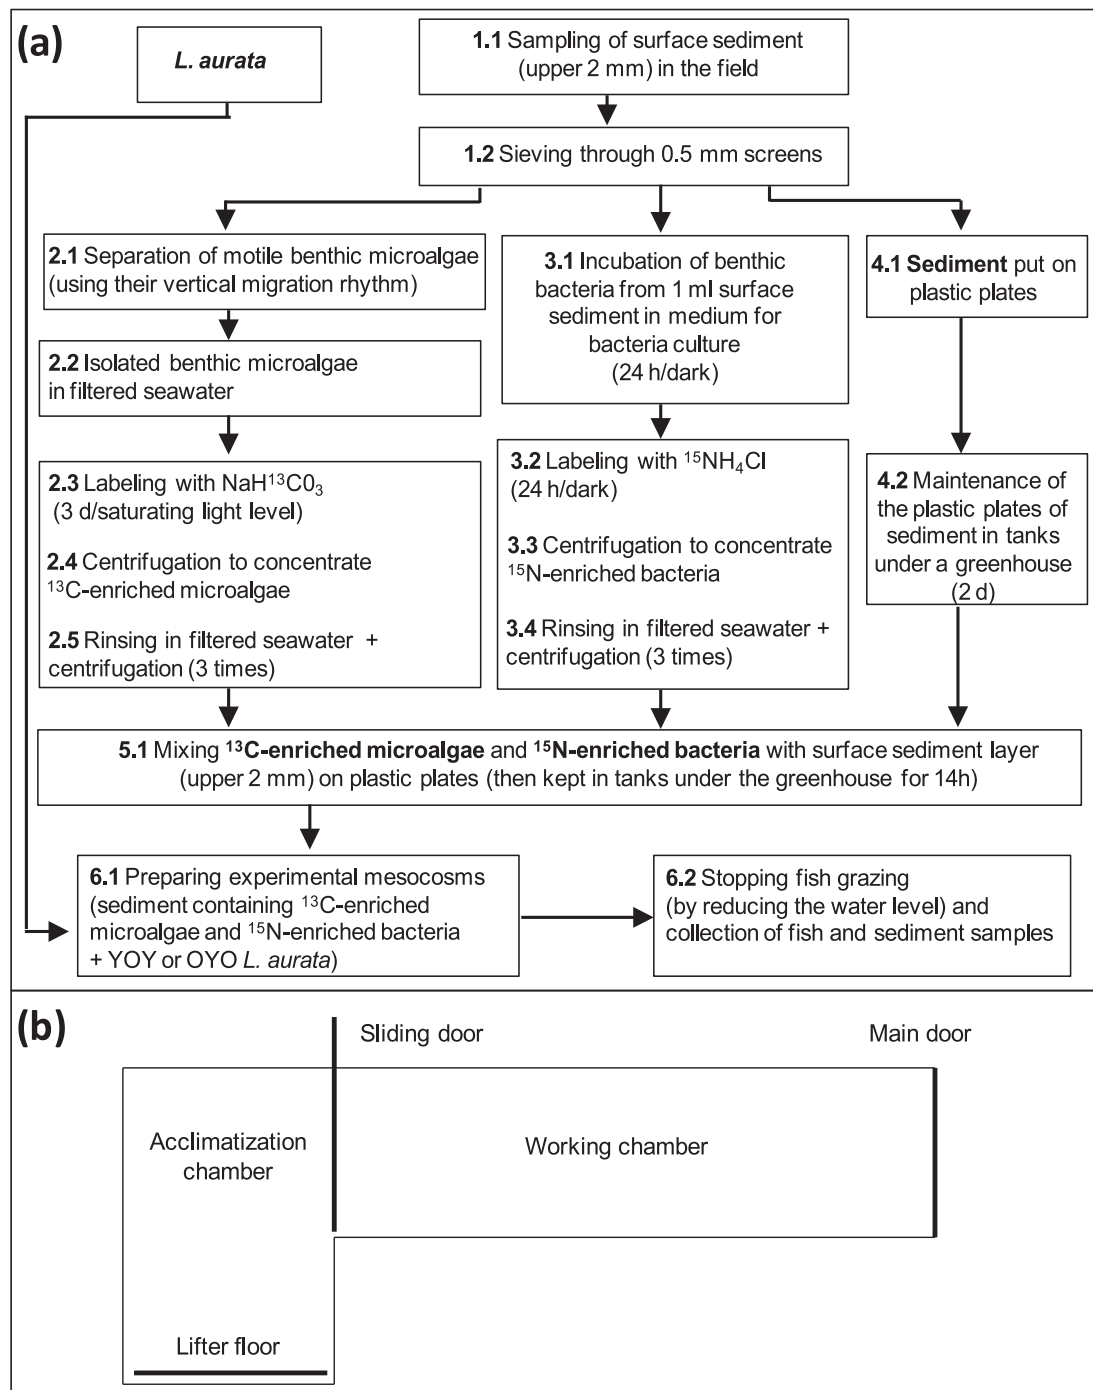 (a)
L. aurata
1.1 Sampling of surface sediment
(upper 2 mm) in the field
1.2 Sieving through 0.5 mm screens
2.1 Separation of motile benthic microalgae
(using their vertical migration rhythm)
2.2 Isolated benthic microalgae
in filtered seawater
2.3 Labeling with NaH¹³C0₃
(3 d/saturating light level)
2.4 Centrifugation to concentrate
¹³C-enriched microalgae
2.5 Rinsing in filtered seawater +
centrifugation (3 times)
3.1 Incubation of benthic
bacteria from 1 ml surface
sediment in medium for
bacteria culture
(24 h/dark)
3.2 Labeling with ¹⁵NH₄Cl
(24 h/dark)
3.3 Centrifugation to concentrate
¹⁵N-enriched bacteria
3.4 Rinsing in filtered seawater +
centrifugation (3 times)
4.1 Sediment put on
plastic plates
4.2 Maintenance of
the plastic plates of
sediment in tanks
under a greenhouse
(2 d)
5.1 Mixing ¹³C-enriched microalgae and ¹⁵N-enriched bacteria with surface sediment layer
(upper 2 mm) on plastic plates (then kept in tanks under the greenhouse for 14h)
6.1 Preparing experimental mesocosms
(sediment containing ¹³C-enriched
microalgae and ¹⁵N-enriched bacteria
+ YOY or OYO L. aurata)
6.2 Stopping fish grazing
(by reducing the water level) and
collection of fish and sediment samples
(b)
Sliding door
Main door
Acclimatization
chamber
Working chamber
Lifter floor